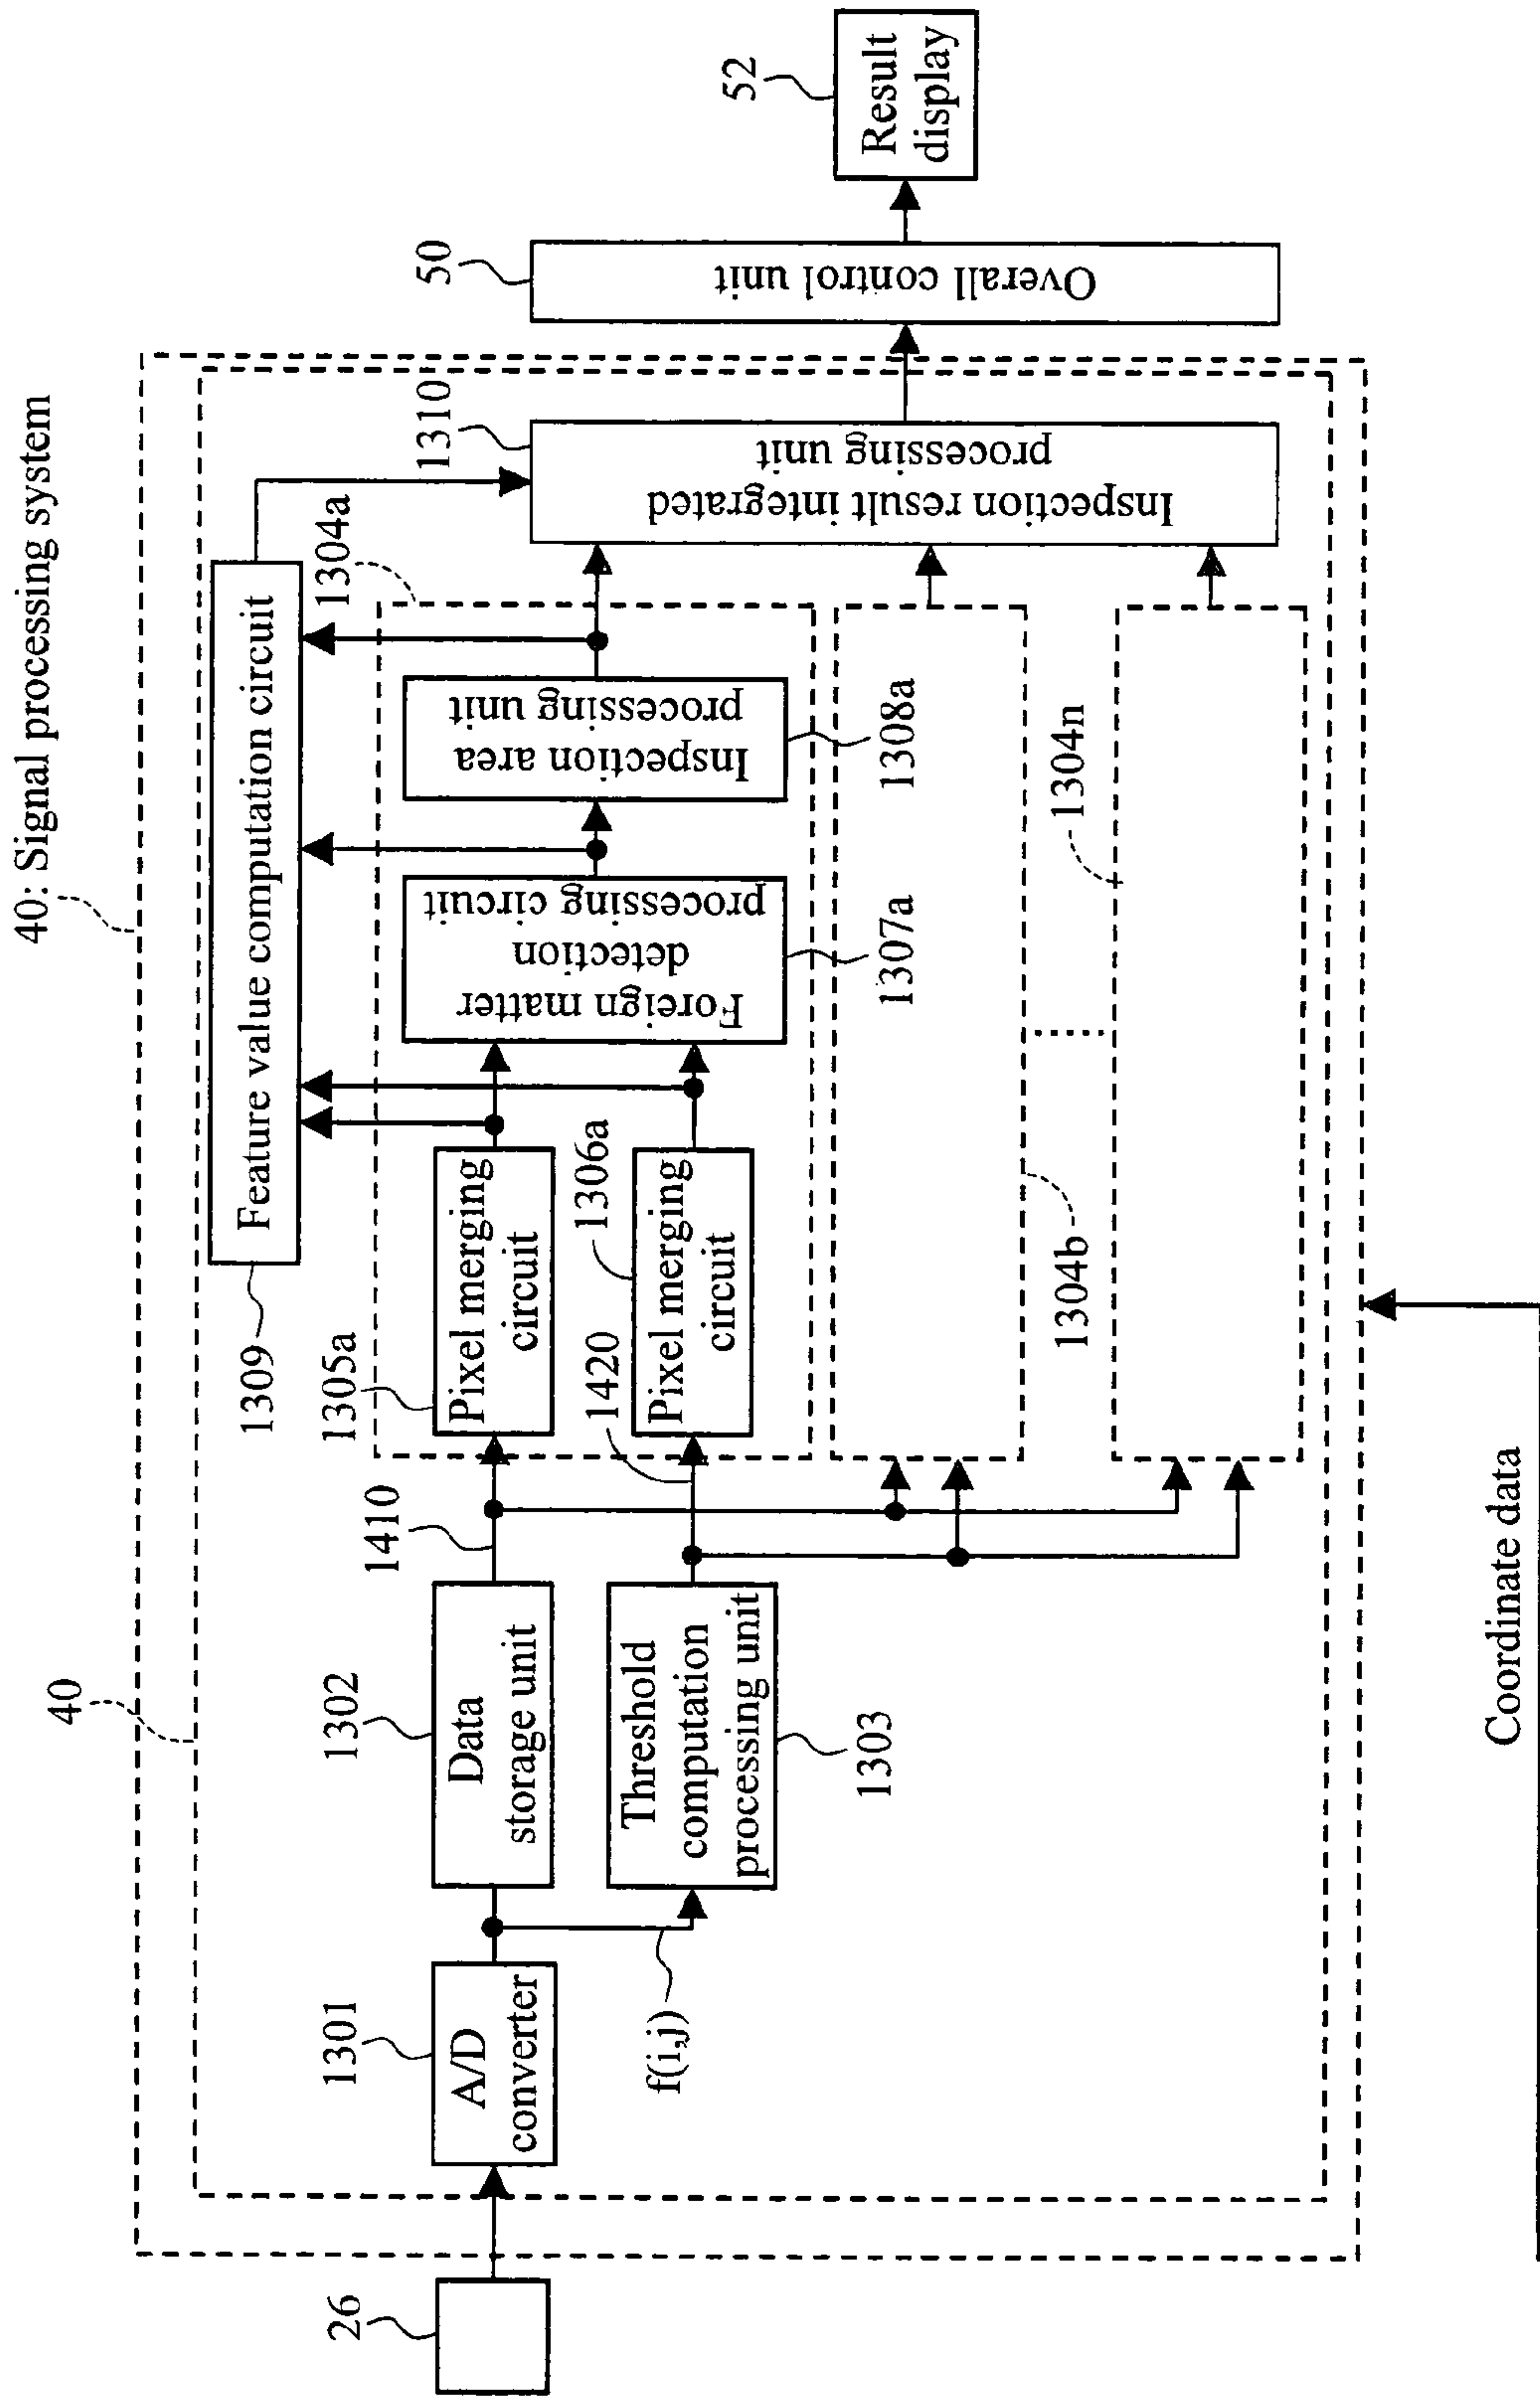 40: Signal processing system
40
1309
Feature value computation circuit
26
1301
A/D
converter
f(i,j)
1302
Data
storage unit
1303
Threshold
computation
processing unit
1410
1420
1305a
Pixel merging
circuit
1306a
Pixel merging
circuit
1304a
Foreign matter
detection
processing circuit
1307a
Inspection area
processing unit
1308a
1304b
1304n
1310
Inspection result integrated
processing unit
50
Overall control unit
52
Result
display
Coordinate data